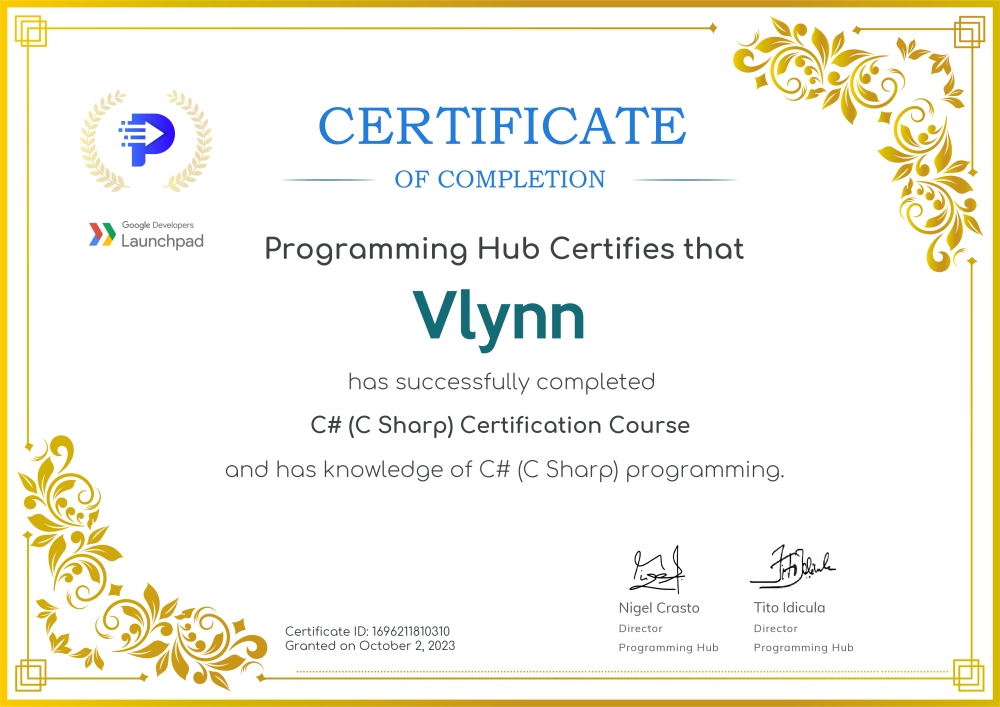 CERTIFICATE
OF COMPLETION
Google Developers
Launchpad
Programming Hub Certifies that
Vlynn
has successfully completed
C# (C Sharp) Certification Course
and has knowledge of C# (C Sharp) programming.
Nigel Crasto
Director
Programming Hub
Tito Idicula
Director
Programming Hub
Certificate ID: 1696211810310
Granted on October 2, 2023